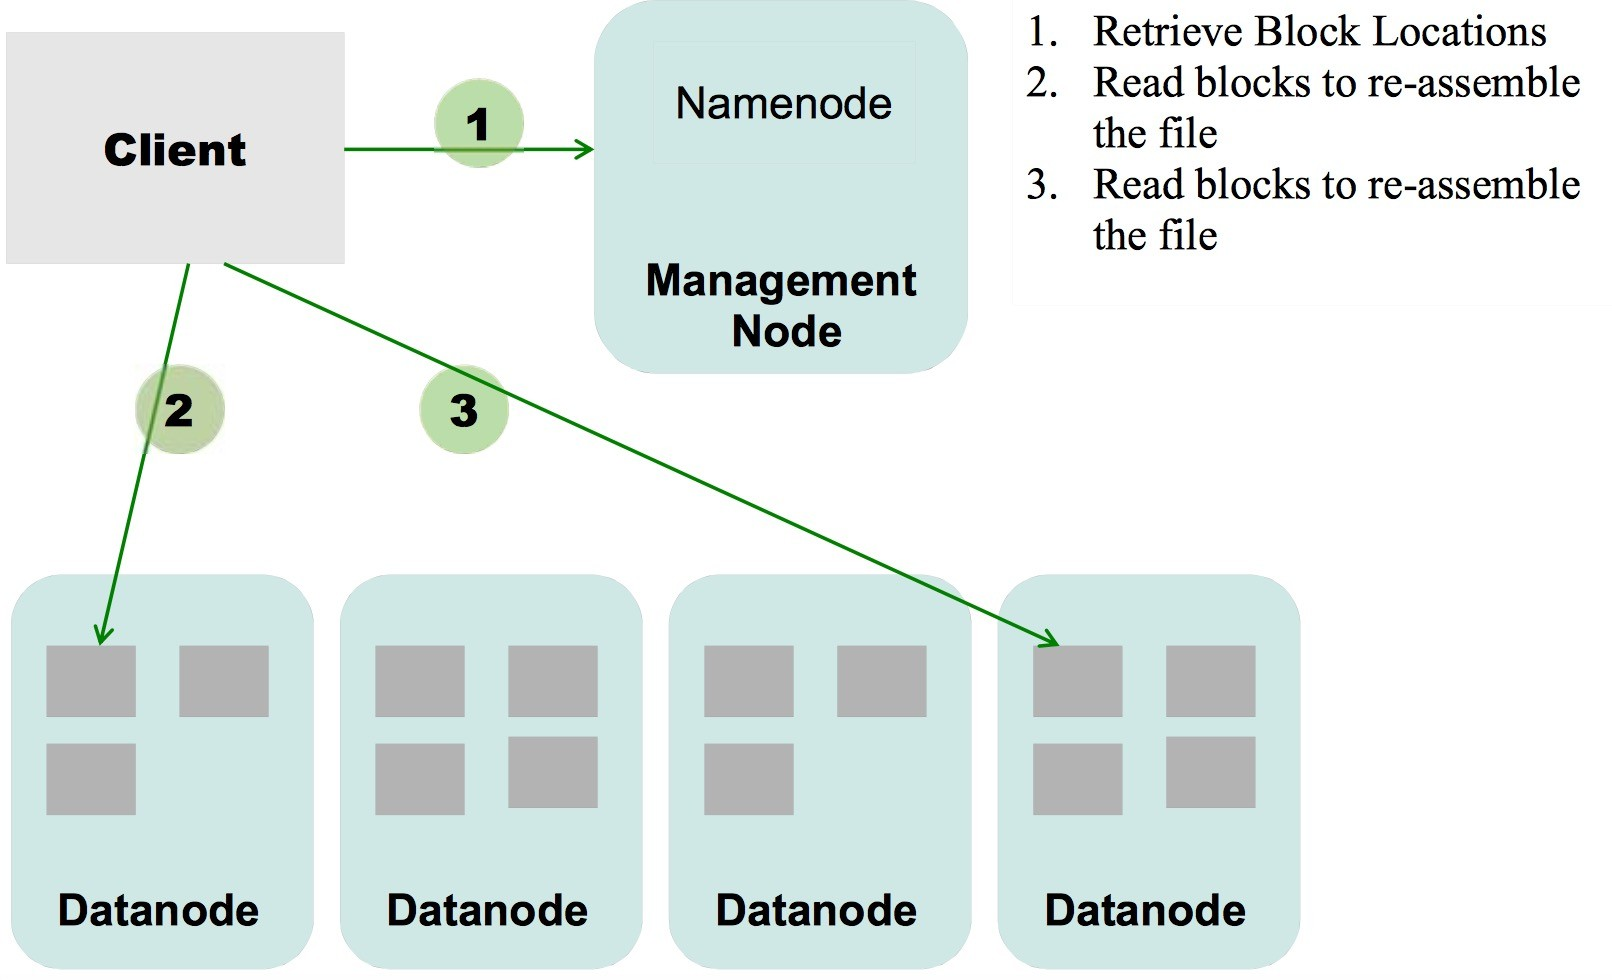 Client
1
Namenode
Management
Node
1. Retrieve Block Locations
2. Read blocks to re-assemble
the file
3. Read blocks to re-assemble
the file
2
3
Datanode
Datanode
Datanode
Datanode